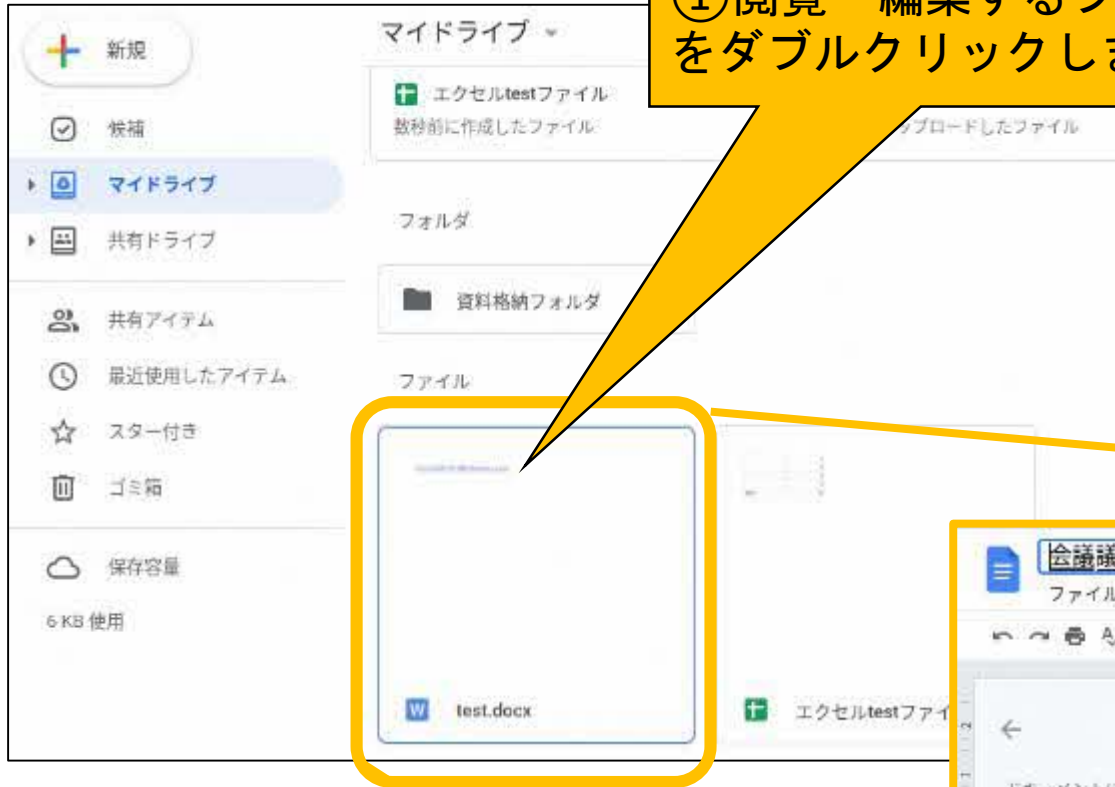 ①閲覧 編集するフ
をダブルクリックしま
新規
マイドライブ
エクセルtestファイル
数秒前に作成したファイル
ップロードしたファイル
候補
マイドライブ
共有ドライブ
フォルダ
資料格納フォルダ
共有アイテム
最近使用したアイテム
ファイル
スター付き
ゴミ箱
保存容量
6 KB 使用
W test.docx
エクセルtestファイ
会議議
ファイル